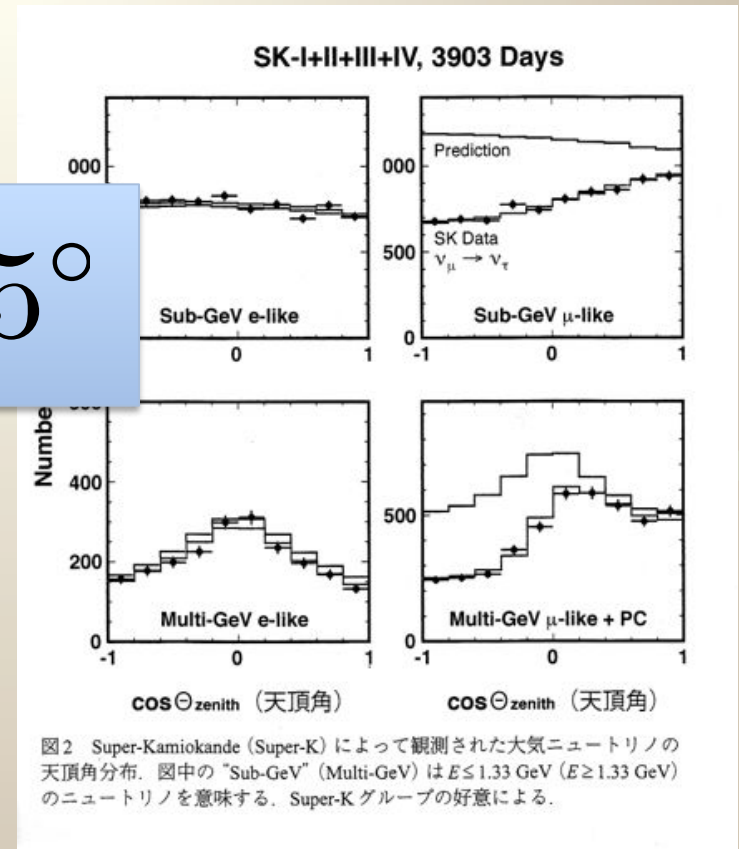 SK-I+II+III+IV, 3903 Days
000
Sub-GeV e-like
0 1
Prediction
000
SK Data
500
νμ → ντ
Sub-GeV μ-like
0
-1 0 1
5°
Number
400
200
0
Multi-GeV e-like
-1 0 1
cosΘzenith（天頂角）
500
0
Multi-GeV μ-like + PC
-1 0 1
cosΘzenith（天頂角）
図2 Super-Kamiokande (Super-K) によって観測された大気ニュートリノの
天頂角分布．図中の "Sub-GeV" (Multi-GeV) は E≤1.33 GeV (E≥1.33 GeV)
のニュートリノを意味する．Super-K グループの好意による．